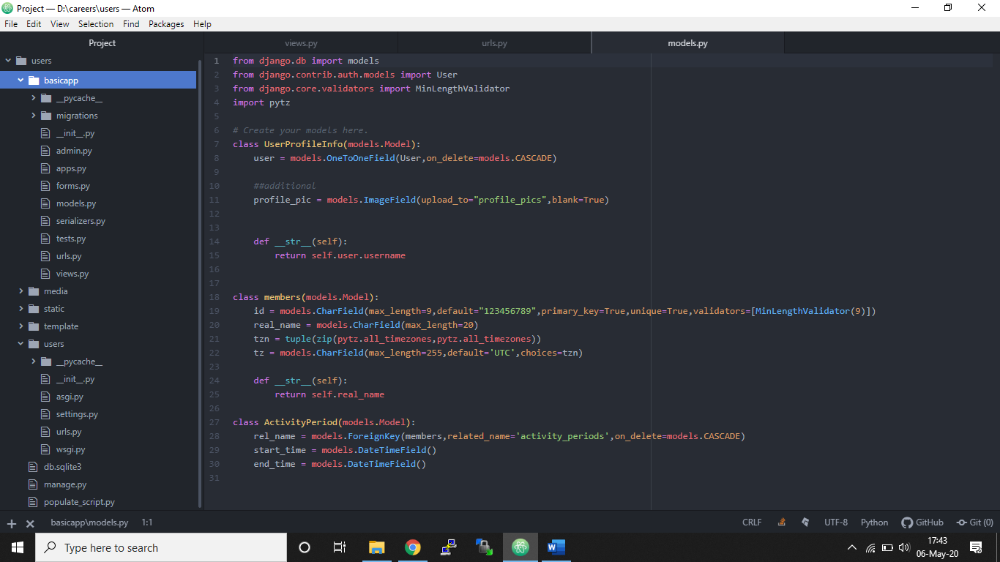 Project — D:\careers\users — Atom
File Edit View Selection Find Packages Help
Project
users
basicapp
__pycache__
migrations
__init__.py
admin.py
apps.py
forms.py
models.py
serializers.py
tests.py
urls.py
views.py
media
static
template
users
__pycache__
__init__.py
asgi.py
settings.py
urls.py
wsgi.py
db.sqlite3
manage.py
populate_script.py
views.py urls.py models.py
1 from django.db import models
2 from django.contrib.auth.models import User
3 from django.core.validators import MinLengthValidator
4 import pytz
5
6 # Create your models here.
7 class UserProfileInfo(models.Model):
8     user = models.OneToOneField(User,on_delete=models.CASCADE)
9
10     ##additional
11     profile_pic = models.ImageField(upload_to="profile_pics",blank=True)
12
13
14     def __str__(self):
15         return self.user.username
16
17
18 class members(models.Model):
19     id = models.CharField(max_length=9,default="123456789",primary_key=True,unique=True,validators=[MinLengthValidator(9)])
20     real_name = models.CharField(max_length=20)
21     tzn = tuple(zip(pytz.all_timezones,pytz.all_timezones))
22     tz = models.CharField(max_length=255,default='UTC',choices=tzn)
23
24     def __str__(self):
25         return self.real_name
26
27 class ActivityPeriod(models.Model):
28     rel_name = models.ForeignKey(members,related_name='activity_periods',on_delete=models.CASCADE)
29     start_time = models.DateTimeField()
30     end_time = models.DateTimeField()
31
basicapp\models.py 1:1 CRLF UTF-8 Python GitHub Git (0)
Type here to search
17:43
06-May-20